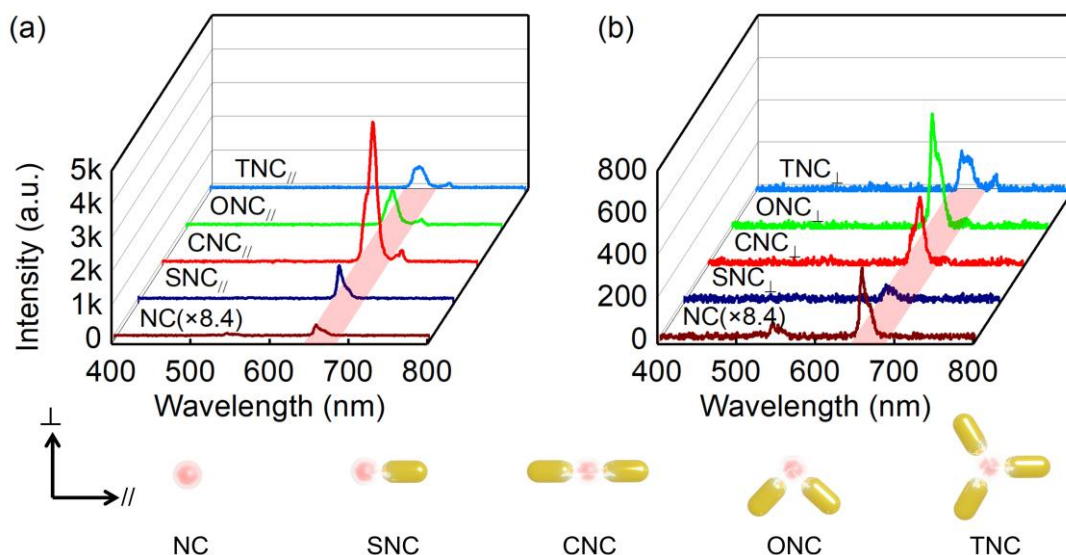 (a)
Intensity (a.u.)
5k
4k
3k
2k
1k
0
TNC//
ONC//
CNC//
SNC//
NC(×8.4)
400 500 600 700 800
Wavelength (nm)
(b)
800
600
400
200
0
TNC⊥
ONC⊥
CNC⊥
SNC⊥
NC(×8.4)
400 500 600 700 800
Wavelength (nm)
⊥
//
NC SNC CNC ONC TNC